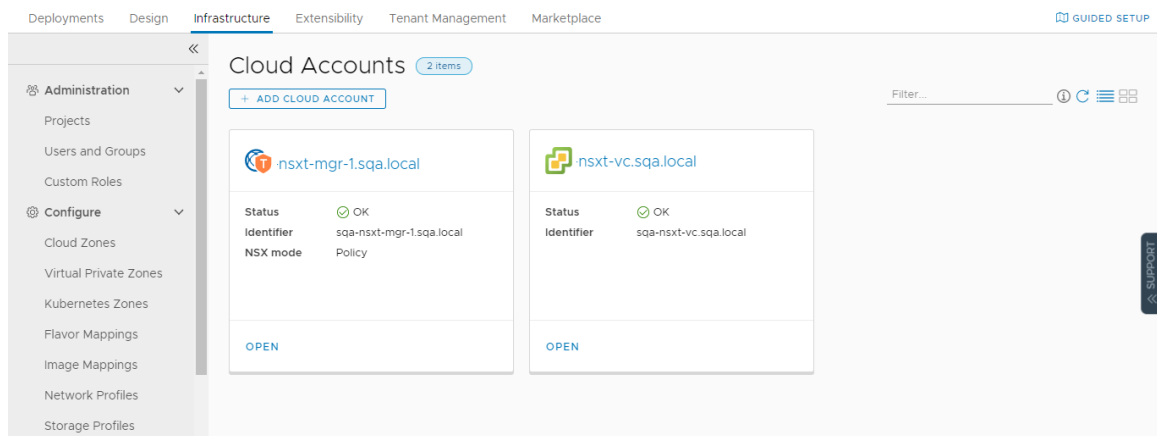 Deployments Design Infrastructure Extensibility Tenant Management Marketplace GUIDED SETUP
Administration
Projects
Users and Groups
Custom Roles
Configure
Cloud Zones
Virtual Private Zones
Kubernetes Zones
Flavor Mappings
Image Mappings
Network Profiles
Storage Profiles
Cloud Accounts 2 items
+ ADD CLOUD ACCOUNT
Filter...
T -nsxt-mgr-1.sqa.local
Status OK
Identifier sqa-nsxt-mgr-1.sqa.local
NSX mode Policy
OPEN
-nsxt-vc.sqa.local
Status OK
Identifier sqa-nsxt-vc.sqa.local
OPEN
SUPPORT